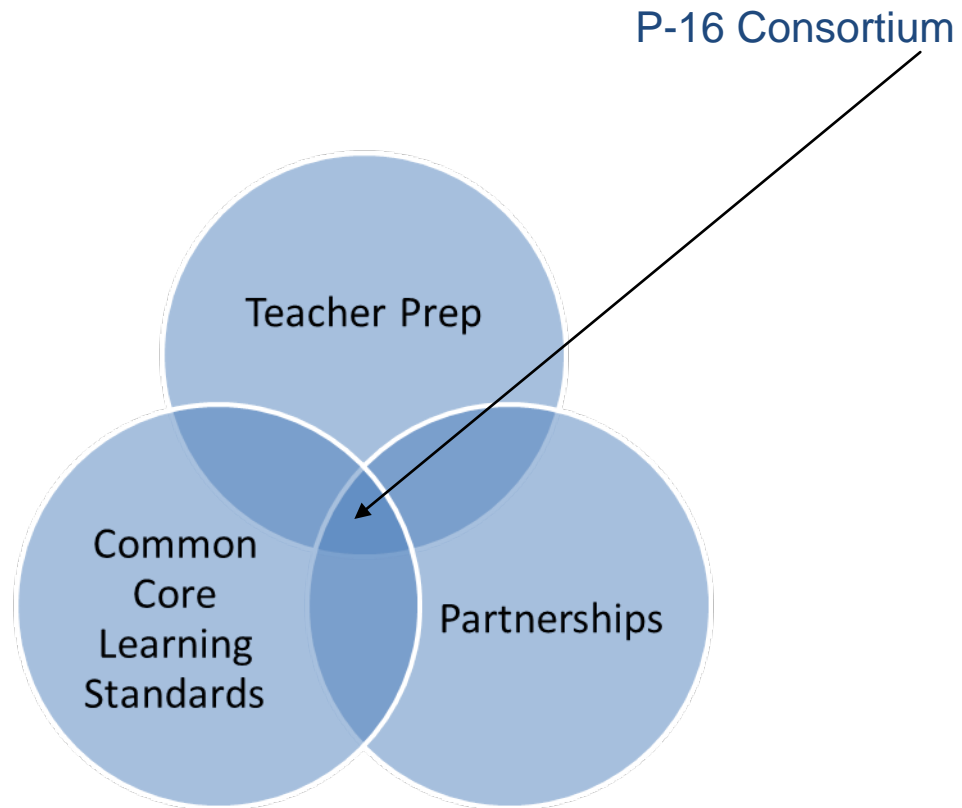 P-16 Consortium
Teacher Prep
Common
Core
Learning
Standards
Partnerships